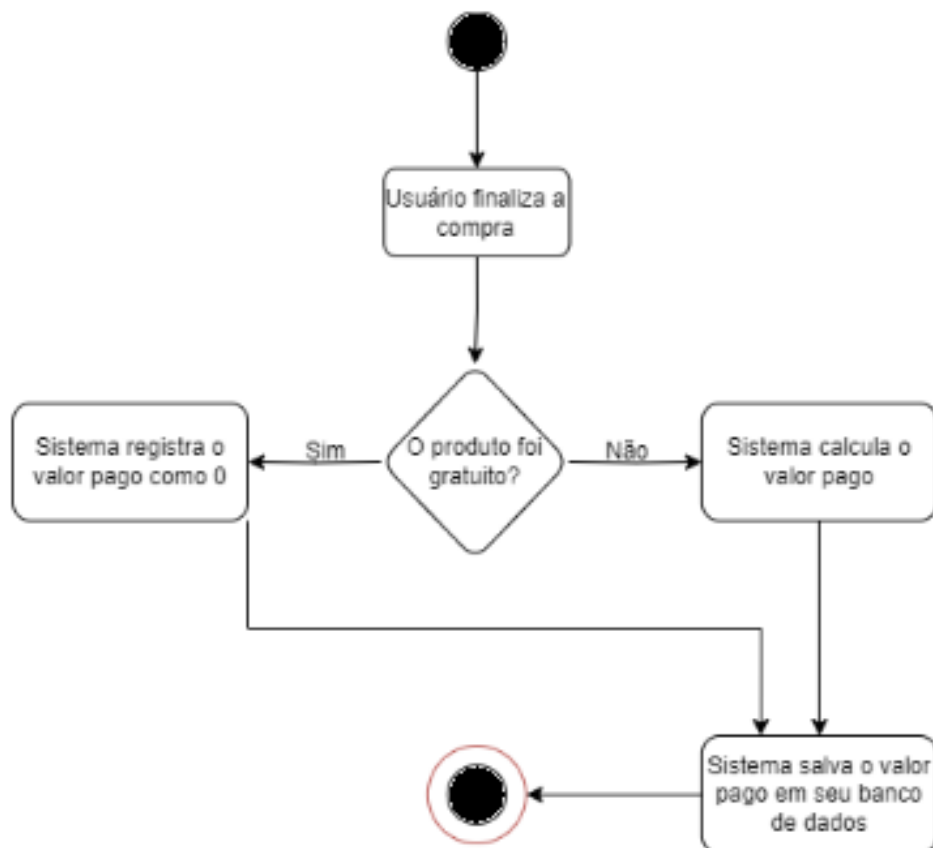 Usuário finaliza a
compra
O produto foi
gratuito?
Sim
Não
Sistema registra o
valor pago como 0
Sistema calcula o
valor pago
Sistema salva o valor
pago em seu banco
de dados